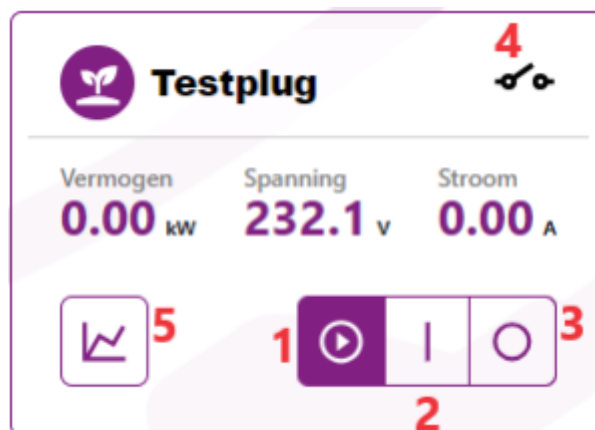 4
Testplug
Vermogen Spanning Stroom
0.00 kW 232.1 V 0.00 A
5 1 3
2